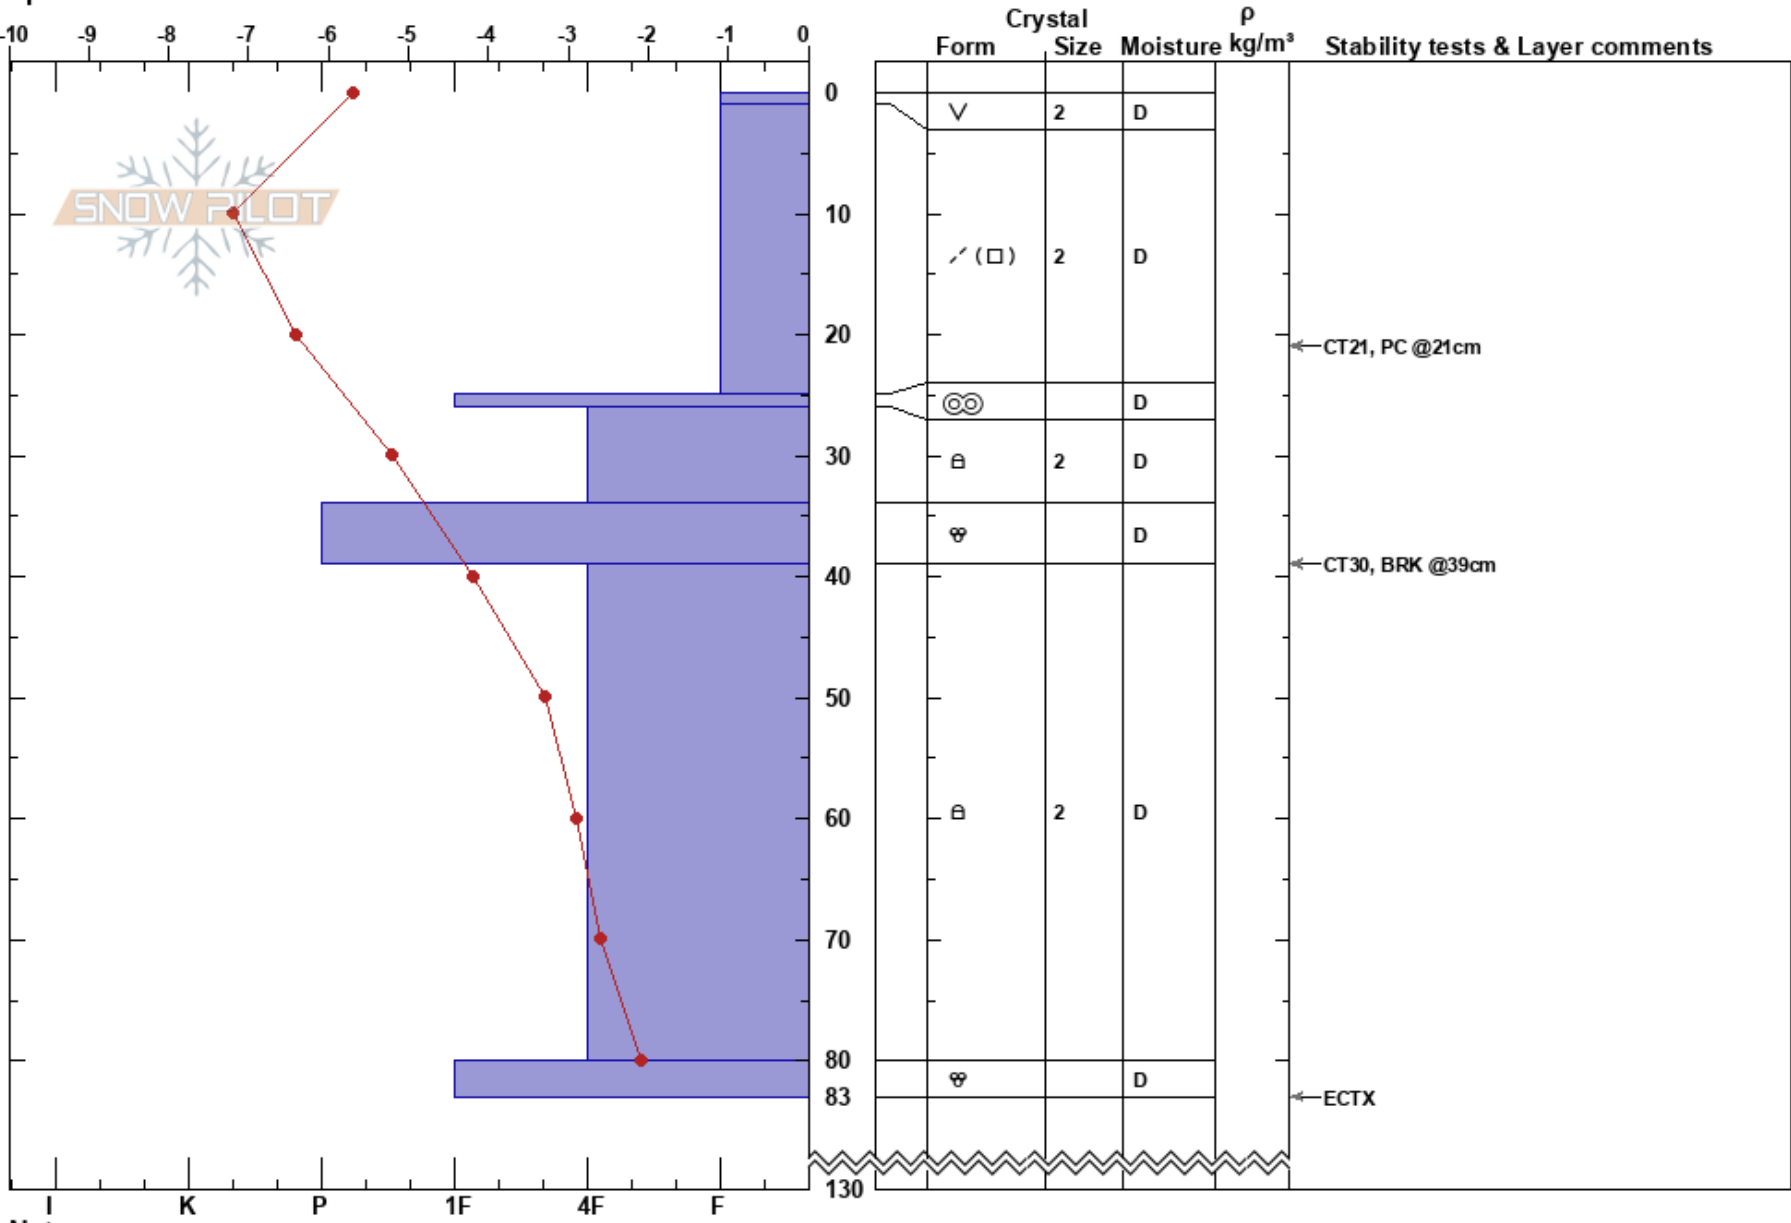 Crystal ρ
-10 -9 -8 -7 -6 -5 -4 -3 -2 -1 0
Form Size Moisture kg/m³ Stability tests & Layer comments
0
2 D
SNOW PILOT
10
2 D
20
CT21, PC @21cm
D
30 2 D
D
CT30, BRK @39cm
40
50
60 2 D
70
80
D
83 ECTX
130
I K P 1F 4F F